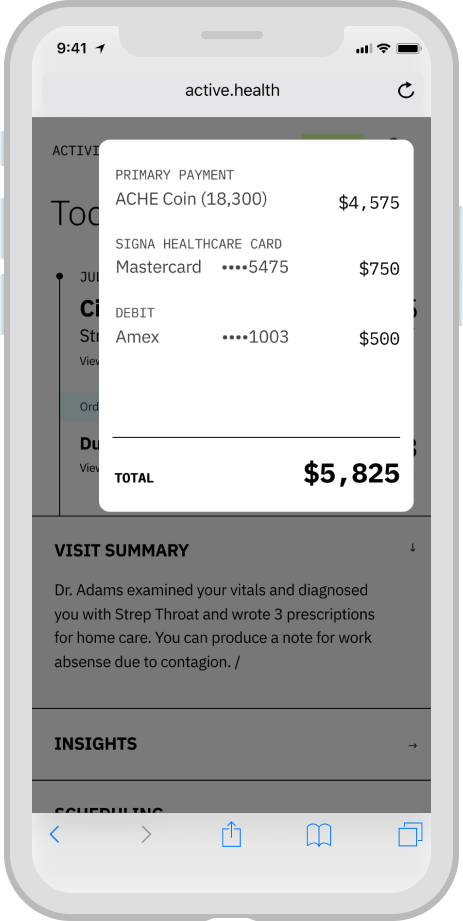 9:41
active.health
ACTIVI
PRIMARY PAYMENT
ACHE Coin (18,300) $4,575
SIGNA HEALTHCARE CARD
Mastercard ••••5475 $750
DEBIT
Amex ••••1003 $500
TOTAL $5,825
Too
JUL
Ci
Str
View
Ord
Du
View
VISIT SUMMARY ↓
Dr. Adams examined your vitals and diagnosed
you with Strep Throat and wrote 3 prescriptions
for home care. You can produce a note for work
absense due to contagion. /
INSIGHTS →
SCHEDULING